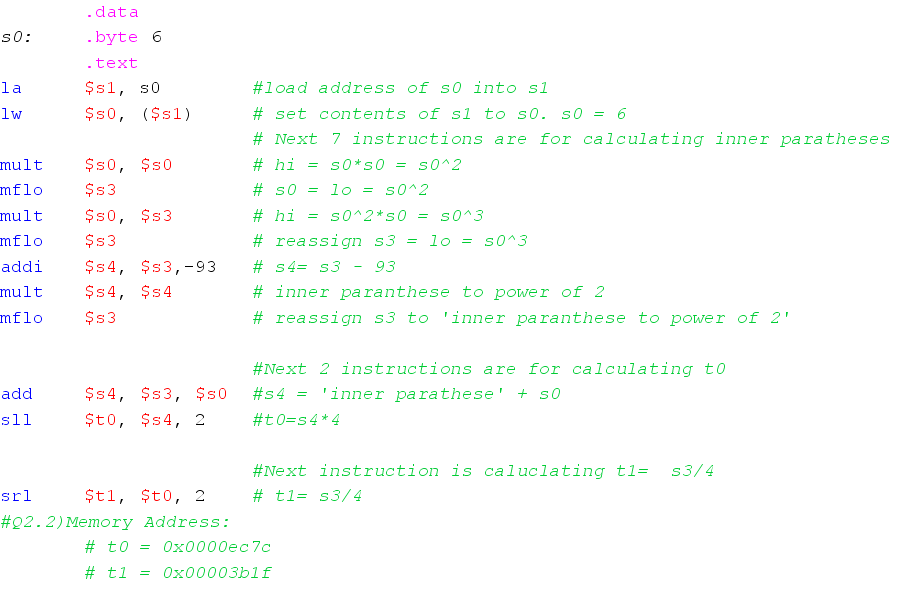 .data
s0: .byte 6
.text
la $s1, s0 #load address of s0 into s1
lw $s0, ($s1) # set contents of s1 to s0. s0 = 6
# Next 7 instructions are for calculating inner paratheses
mult $s0, $s0 # hi = s0*s0 = s0^2
mflo $s3 # s0 = lo = s0^2
mult $s0, $s3 # hi = s0^2*s0 = s0^3
mflo $s3 # reassign s3 = lo = s0^3
addi $s4, $s3,-93 # s4= s3 - 93
mult $s4, $s4 # inner paranthese to power of 2
mflo $s3 # reassign s3 to 'inner paranthese to power of 2'
#Next 2 instructions are for calculating t0
add $s4, $s3, $s0 #s4 = 'inner parathese' + s0
sll $t0, $s4, 2 #t0=s4*4
#Next instruction is caluclating t1= s3/4
srl $t1, $t0, 2 # t1= s3/4
#Q2.2)Memory Address:
# t0 = 0x0000ec7c
# t1 = 0x00003b1f